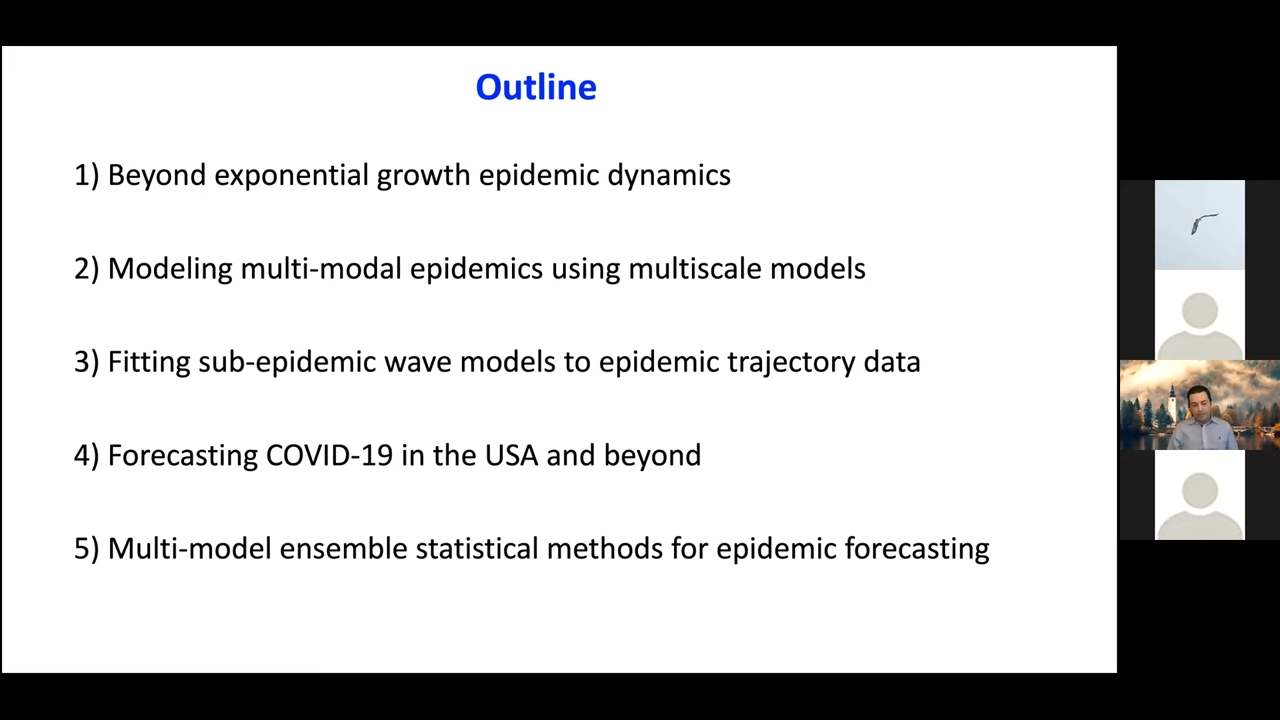 Outline
1) Beyond exponential growth epidemic dynamics
2) Modeling multi-modal epidemics using multiscale models
3) Fitting sub-epidemic wave models to epidemic trajectory data
4) Forecasting COVID-19 in the USA and beyond
5) Multi-model ensemble statistical methods for epidemic forecasting